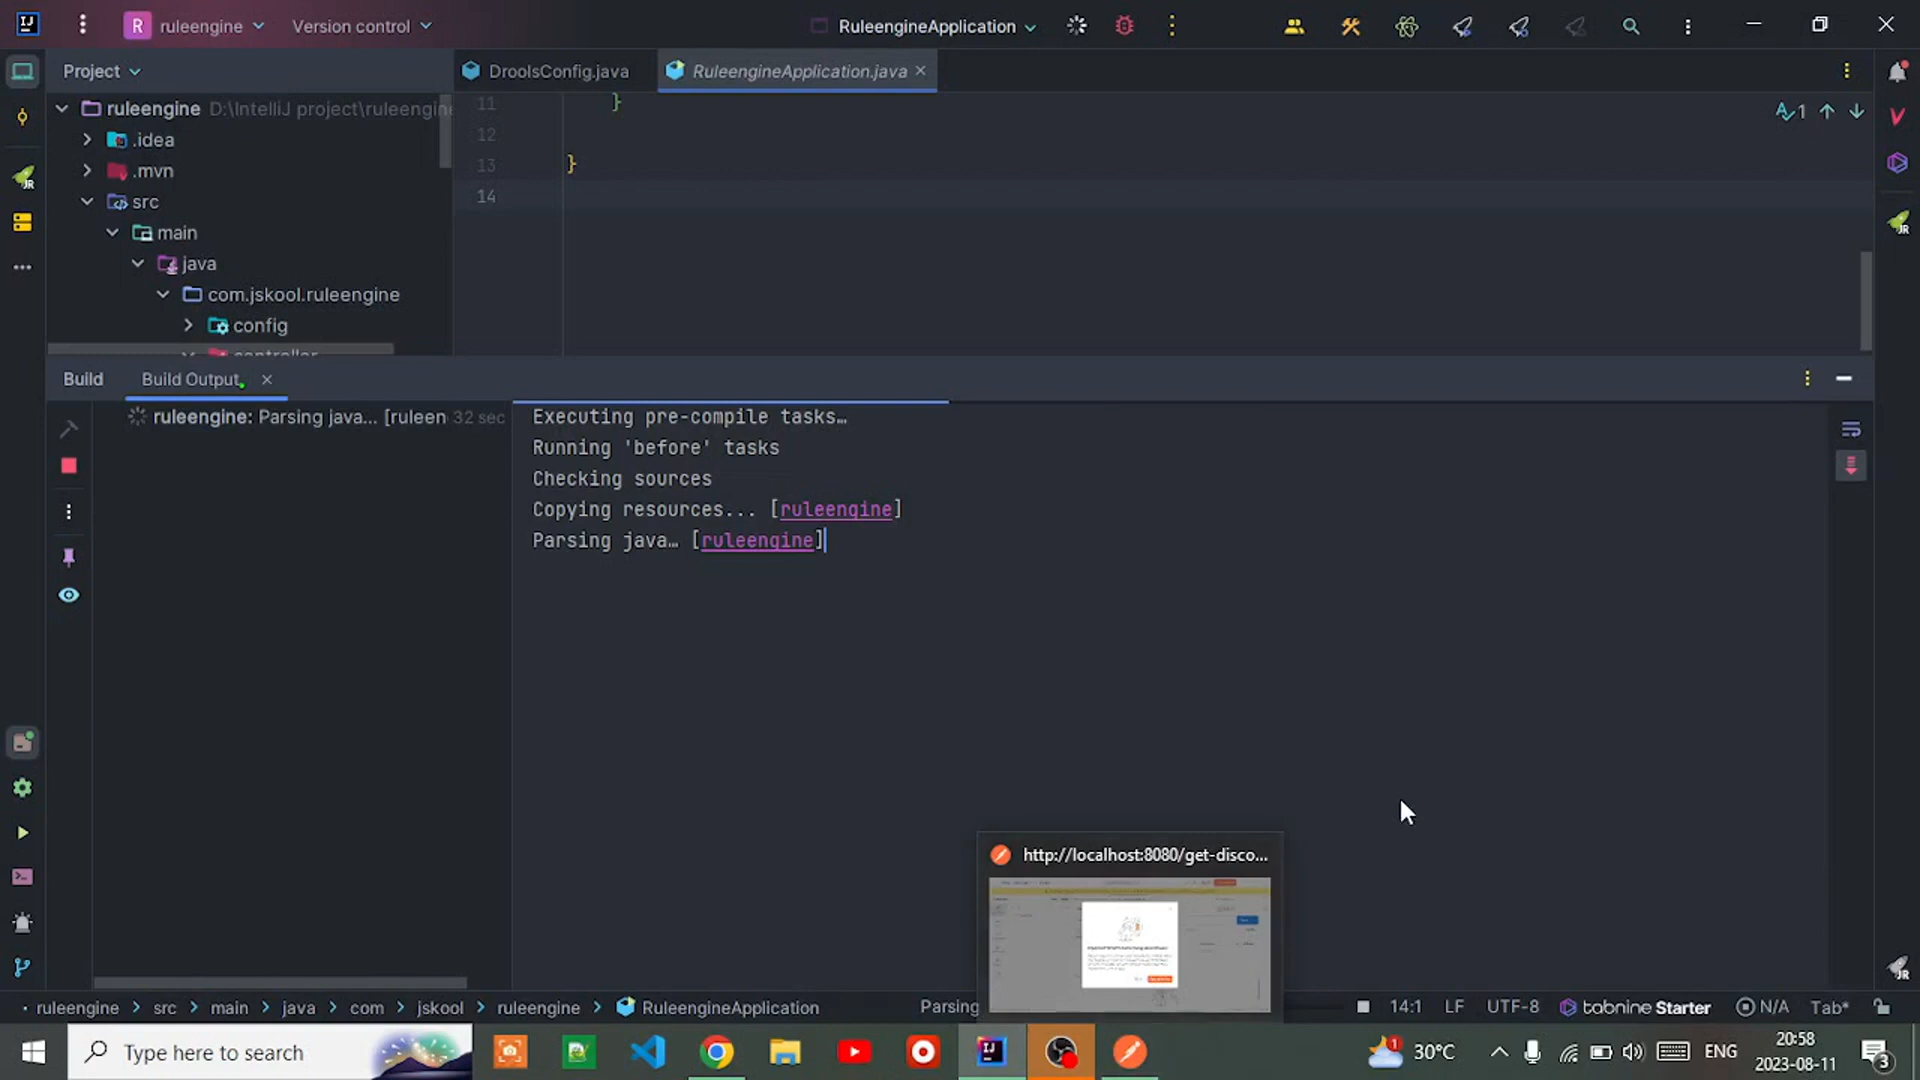 R ruleengine
Version control
RuleengineApplication
Project
DroolsConfig.java
RuleengineApplication.java
ruleengine D:\IntelliJ project\ruleengine
.idea
.mvn
src
main
java
com.jskool.ruleengine
config
11 }
12
13 }
14
1
Build
Build Output
ruleengine: Parsing java... [ruleen 32 sec
Executing pre-compile tasks…
Running 'before' tasks
Checking sources
Copying resources... [ruleengine]
Parsing java… [ruleengine]
http://localhost:8080/get-disco...
ruleengine > src > main > java > com > jskool > ruleengine > RuleengineApplication
Parsing
14:1
LF
UTF-8
tabnine Starter
N/A
Tab*
Type here to search
30°C
ENG
20:58
2023-08-11
3